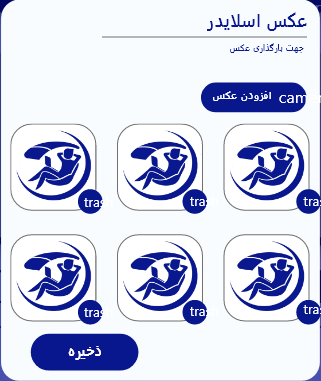 عکس اسلایدر
جهت بارگذاری عکس
افزودن عکس cam
tras
tras
tras
tras
tras
tras
ذخیره